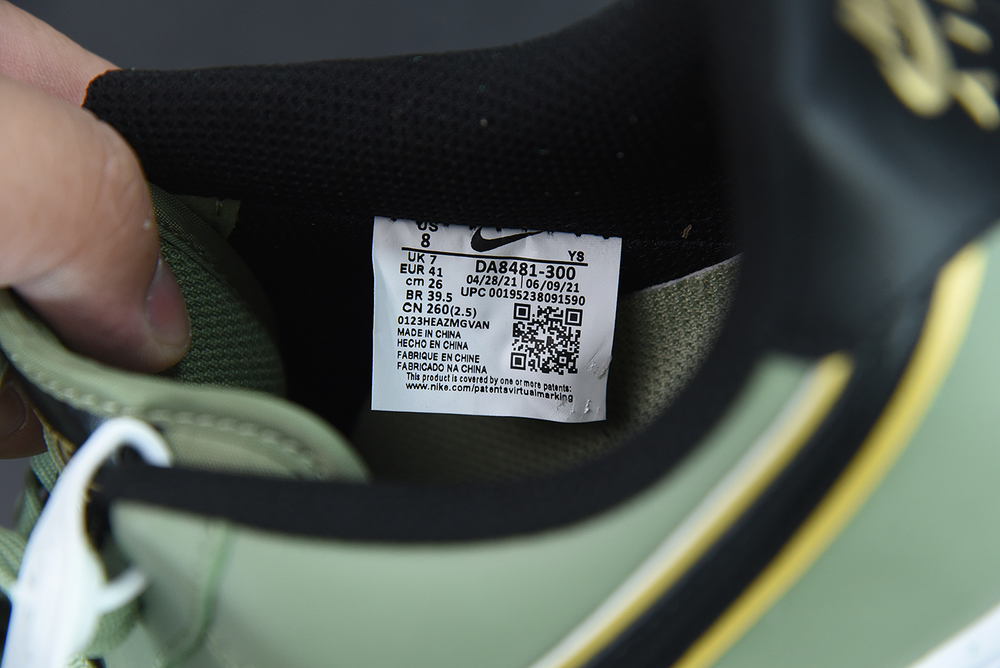 US
8
YS
UK 7
DA8481-300
EUR 41
04/28/21 | 06/09/21
cm 26
UPC 00195238091590
BR 39.5
CN 260(2.5)
0123HEAZMGVAN
MADE IN CHINA
HECHO EN CHINA
FABRIQUE EN CHINE
FABRICADO NA CHINA
This product is covered by one or more patents:
www.nike.com/patentsvirtualmarking